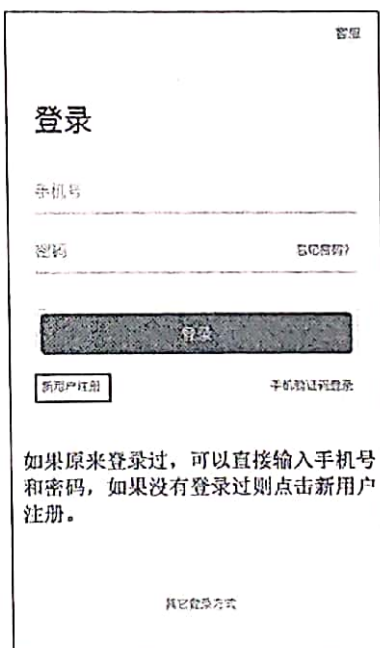 客服
登录
手机号
密码 忘记密码?
登录
新用户注册 手机验证码登录
如果原来登录过，可以直接输入手机号
和密码，如果没有登录过则点击新用户
注册。
其它登录方式